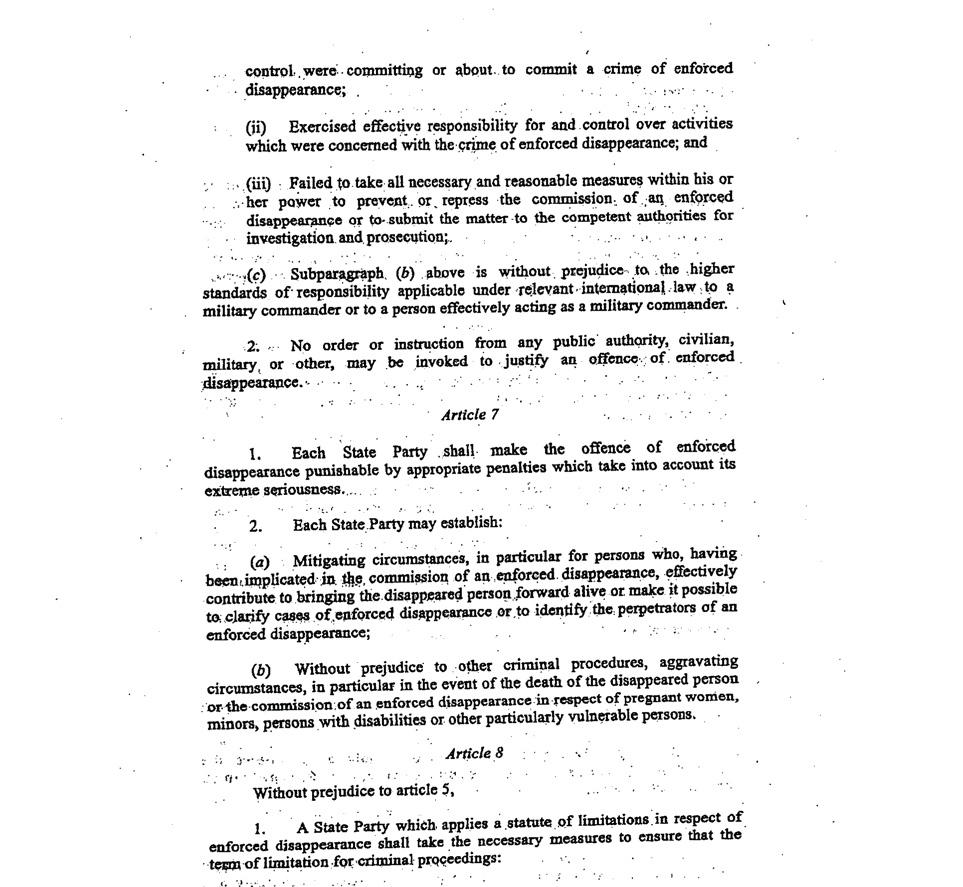 control were committing or about to commit a crime of enforced
disappearance;
(ii) Exercised effective responsibility for and control over activities
which were concerned with the crime of enforced disappearance; and
(iii) Failed to take all necessary and reasonable measures within his or
her power to prevent or repress the commission of an enforced
disappearance or to submit the matter to the competent authorities for
investigation and prosecution;
(c) Subparagraph (b) above is without prejudice to the higher
standards of responsibility applicable under relevant international law to a
military commander or to a person effectively acting as a military commander.
2. No order or instruction from any public authority, civilian,
military or other, may be invoked to justify an offence of enforced
disappearance.
Article 7
1. Each State Party shall make the offence of enforced
disappearance punishable by appropriate penalties which take into account its
extreme seriousness.
2. Each State Party may establish:
(a) Mitigating circumstances, in particular for persons who, having
been implicated in the commission of an enforced disappearance, effectively
contribute to bringing the disappeared person forward alive or make it possible
to clarify cases of enforced disappearance or to identify the perpetrators of an
enforced disappearance;
(b) Without prejudice to other criminal procedures, aggravating
circumstances, in particular in the event of the death of the disappeared person
or the commission of an enforced disappearance in respect of pregnant women,
minors, persons with disabilities or other particularly vulnerable persons.
Article 8
Without prejudice to article 5,
1. A State Party which applies a statute of limitations in respect of
enforced disappearance shall take the necessary measures to ensure that the
term of limitation for criminal proceedings: